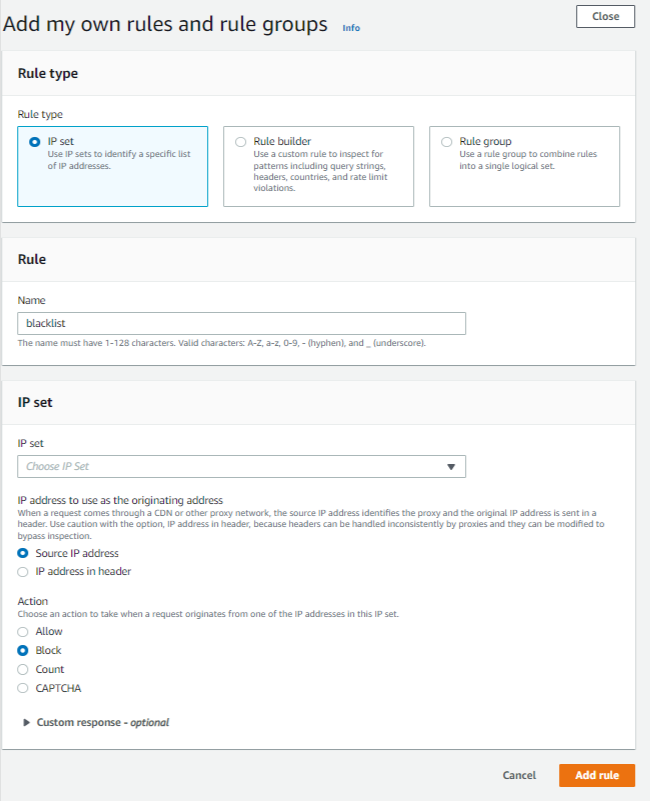 Add my own rules and rule groups Info
Close
Rule type
Rule type
IP set
Use IP sets to identify a specific list
of IP addresses.
Rule builder
Use a custom rule to inspect for
patterns including query strings,
headers, countries, and rate limit
violations.
Rule group
Use a rule group to combine rules
into a single logical set.
Rule
Name
blacklist
The name must have 1-128 characters. Valid characters: A-Z, a-z, 0-9, - (hyphen), and _ (underscore).
IP set
IP set
Choose IP Set
IP address to use as the originating address
When a request comes through a CDN or other proxy network, the source IP address identifies the proxy and the original IP address is sent in a
header. Use caution with the option, IP address in header, because headers can be handled inconsistently by proxies and they can be modified to
bypass inspection.
Source IP address
IP address in header
Action
Choose an action to take when a request originates from one of the IP addresses in this IP set.
Allow
Block
Count
CAPTCHA
Custom response - optional
Cancel
Add rule